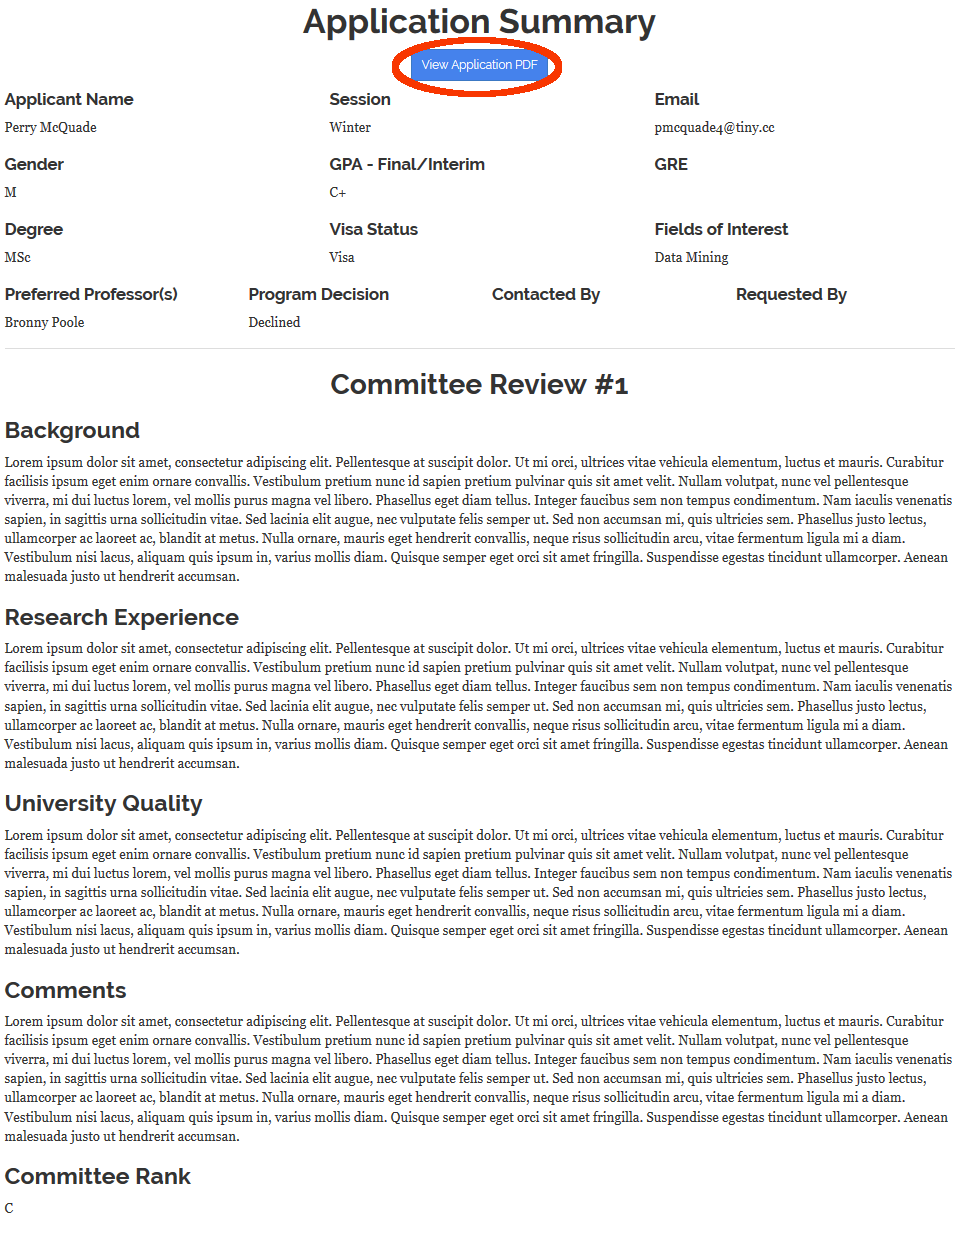 Application Summary
View Application PDF
Applicant Name Session Email
Perry McQuade Winter pmcquade4@tiny.cc
Gender GPA - Final/Interim GRE
M C+
Degree Visa Status Fields of Interest
MSc Visa Data Mining
Preferred Professor(s) Program Decision Contacted By Requested By
Bronny Poole Declined
Committee Review #1
Background
Lorem ipsum dolor sit amet, consectetur adipiscing elit. Pellentesque at suscipit dolor. Ut mi orci, ultrices vitae vehicula elementum, luctus et mauris. Curabitur
facilisis ipsum eget enim ornare convallis. Vestibulum pretium nunc id sapien pretium pulvinar quis sit amet velit. Nullam volutpat, nunc vel pellentesque
viverra, mi dui luctus lorem, vel mollis purus magna vel libero. Phasellus eget diam tellus. Integer faucibus sem non tempus condimentum. Nam iaculis venenatis
sapien, in sagittis urna sollicitudin vitae. Sed lacinia elit augue, nec vulputate felis semper ut. Sed non accumsan mi, quis ultricies sem. Phasellus justo lectus,
ullamcorper ac laoreet ac, blandit at metus. Nulla ornare, mauris eget hendrerit convallis, neque risus sollicitudin arcu, vitae fermentum ligula mi a diam.
Vestibulum nisi lacus, aliquam quis ipsum in, varius mollis diam. Quisque semper eget orci sit amet fringilla. Suspendisse egestas tincidunt ullamcorper. Aenean
malesuada justo ut hendrerit accumsan.
Research Experience
Lorem ipsum dolor sit amet, consectetur adipiscing elit. Pellentesque at suscipit dolor. Ut mi orci, ultrices vitae vehicula elementum, luctus et mauris. Curabitur
facilisis ipsum eget enim ornare convallis. Vestibulum pretium nunc id sapien pretium pulvinar quis sit amet velit. Nullam volutpat, nunc vel pellentesque
viverra, mi dui luctus lorem, vel mollis purus magna vel libero. Phasellus eget diam tellus. Integer faucibus sem non tempus condimentum. Nam iaculis venenatis
sapien, in sagittis urna sollicitudin vitae. Sed lacinia elit augue, nec vulputate felis semper ut. Sed non accumsan mi, quis ultricies sem. Phasellus justo lectus,
ullamcorper ac laoreet ac, blandit at metus. Nulla ornare, mauris eget hendrerit convallis, neque risus sollicitudin arcu, vitae fermentum ligula mi a diam.
Vestibulum nisi lacus, aliquam quis ipsum in, varius mollis diam. Quisque semper eget orci sit amet fringilla. Suspendisse egestas tincidunt ullamcorper. Aenean
malesuada justo ut hendrerit accumsan.
University Quality
Lorem ipsum dolor sit amet, consectetur adipiscing elit. Pellentesque at suscipit dolor. Ut mi orci, ultrices vitae vehicula elementum, luctus et mauris. Curabitur
facilisis ipsum eget enim ornare convallis. Vestibulum pretium nunc id sapien pretium pulvinar quis sit amet velit. Nullam volutpat, nunc vel pellentesque
viverra, mi dui luctus lorem, vel mollis purus magna vel libero. Phasellus eget diam tellus. Integer faucibus sem non tempus condimentum. Nam iaculis venenatis
sapien, in sagittis urna sollicitudin vitae. Sed lacinia elit augue, nec vulputate felis semper ut. Sed non accumsan mi, quis ultricies sem. Phasellus justo lectus,
ullamcorper ac laoreet ac, blandit at metus. Nulla ornare, mauris eget hendrerit convallis, neque risus sollicitudin arcu, vitae fermentum ligula mi a diam.
Vestibulum nisi lacus, aliquam quis ipsum in, varius mollis diam. Quisque semper eget orci sit amet fringilla. Suspendisse egestas tincidunt ullamcorper. Aenean
malesuada justo ut hendrerit accumsan.
Comments
Lorem ipsum dolor sit amet, consectetur adipiscing elit. Pellentesque at suscipit dolor. Ut mi orci, ultrices vitae vehicula elementum, luctus et mauris. Curabitur
facilisis ipsum eget enim ornare convallis. Vestibulum pretium nunc id sapien pretium pulvinar quis sit amet velit. Nullam volutpat, nunc vel pellentesque
viverra, mi dui luctus lorem, vel mollis purus magna vel libero. Phasellus eget diam tellus. Integer faucibus sem non tempus condimentum. Nam iaculis venenatis
sapien, in sagittis urna sollicitudin vitae. Sed lacinia elit augue, nec vulputate felis semper ut. Sed non accumsan mi, quis ultricies sem. Phasellus justo lectus,
ullamcorper ac laoreet ac, blandit at metus. Nulla ornare, mauris eget hendrerit convallis, neque risus sollicitudin arcu, vitae fermentum ligula mi a diam.
Vestibulum nisi lacus, aliquam quis ipsum in, varius mollis diam. Quisque semper eget orci sit amet fringilla. Suspendisse egestas tincidunt ullamcorper. Aenean
malesuada justo ut hendrerit accumsan.
Committee Rank
C